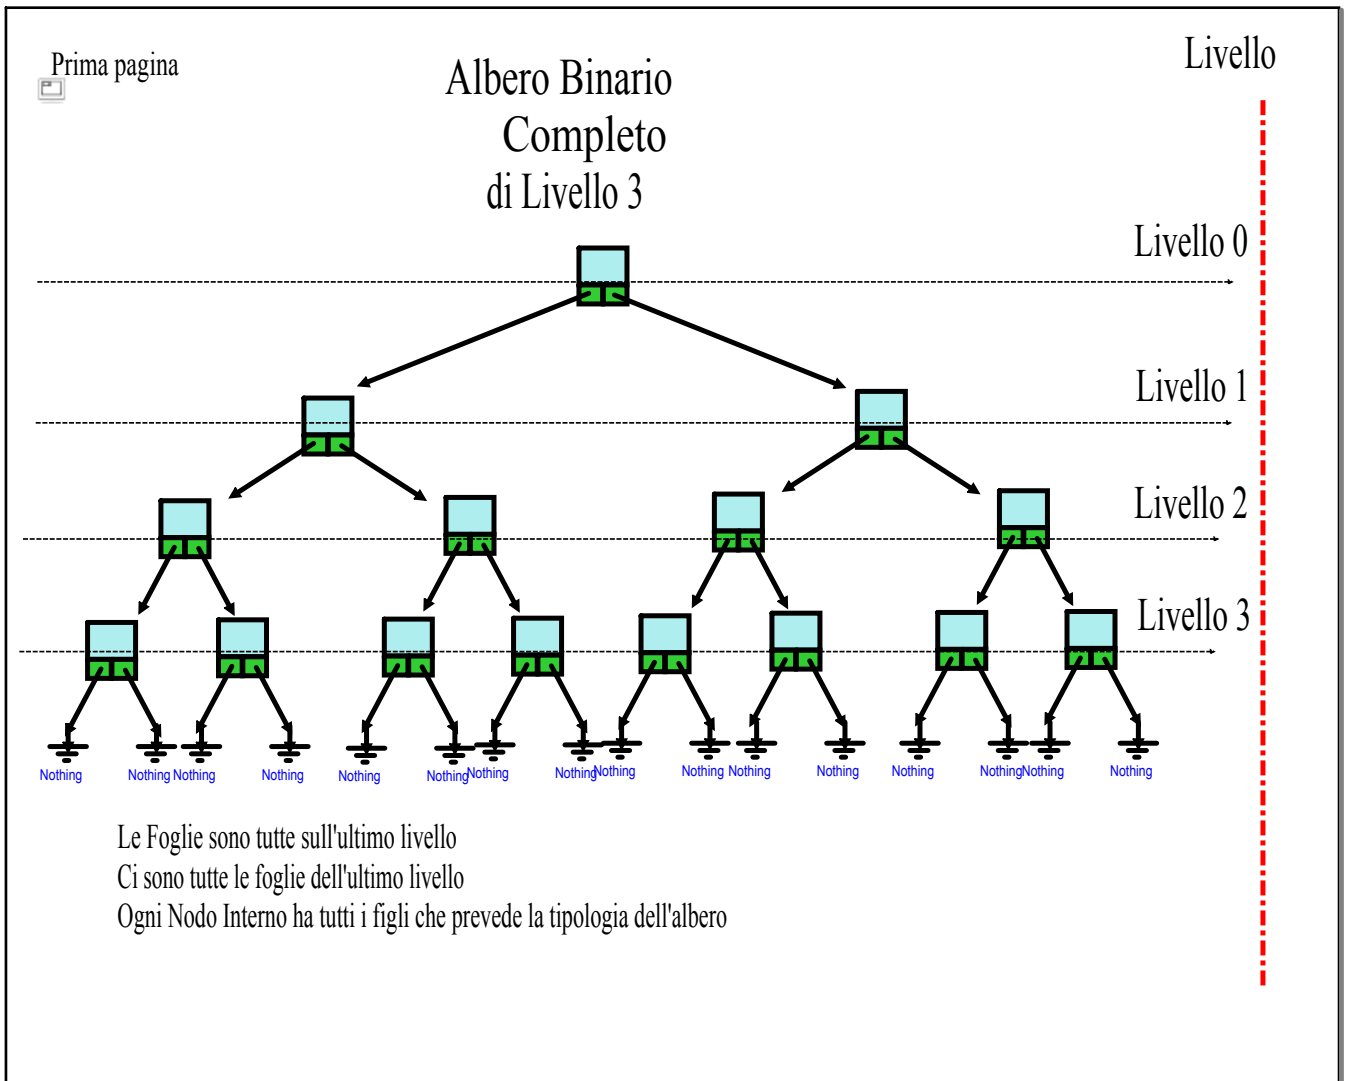 Prima pagina
Livello
Albero Binario
Completo
di Livello 3
Livello 0
Livello 1
Livello 2
Livello 3
Nothing Nothing Nothing Nothing Nothing Nothing Nothing Nothing Nothing Nothing Nothing Nothing Nothing Nothing Nothing Nothing
Le Foglie sono tutte sull'ultimo livello
Ci sono tutte le foglie dell'ultimo livello
Ogni Nodo Interno ha tutti i figli che prevede la tipologia dell'albero